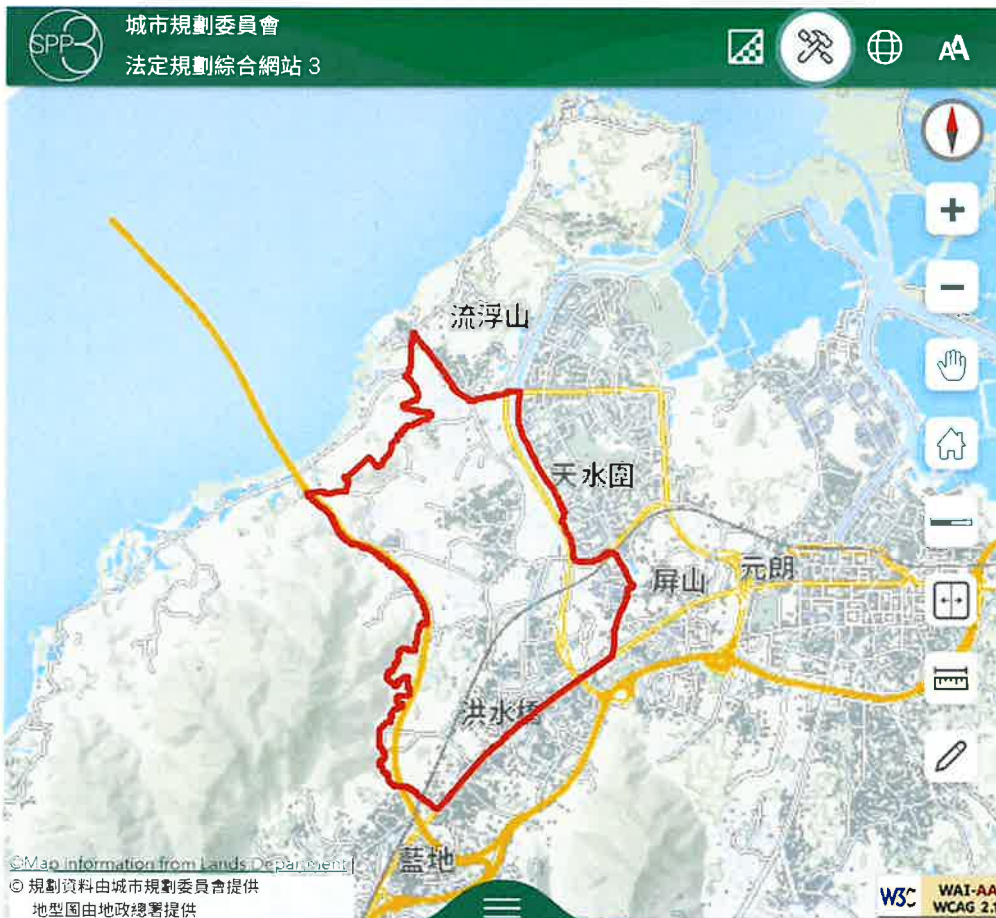 SPP3
城市規劃委員會
法定規劃綜合網站 3
AA
流浮山
天水圍
屏山
元朗
洪水橋
藍地
©Map information from Lands Department
© 規劃資料由城市規劃委員會提供
地型圖由地政總署提供
W3C
WAI-AA
WCAG 2.1